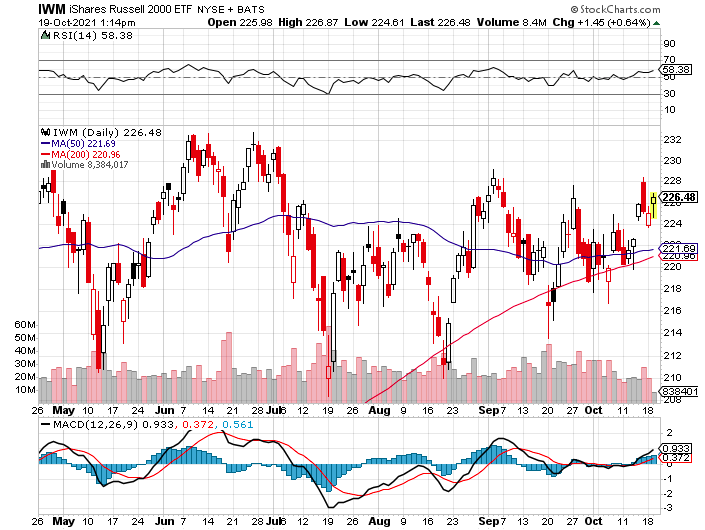 IWM iShares Russell 2000 ETF NYSE + BATS
© StockCharts.com
19-Oct-2021 1:14pm
Open 225.98 High 226.87 Low 224.61 Last 226.48 Volume 8.4M Chg +1.45 (+0.64%)
RSI(14) 58.38
90
70
58.38
50
30
10
IWM (Daily) 226.48
MA(50) 221.69
MA(200) 220.96
Volume 8,384,017
232
230
228
226.48
224
222
221.69
220.96
220
218
216
214
212
210
208
60M
50M
40M
30M
20M
10M
838401
26 May 10 17 24 Jun 7 14 21 28 Jul 6 12 19 26 Aug 9 16 23 Sep 7 13 20 27 Oct 11 18
MACD(12,26,9) 0.933, 0.372, 0.561
2
0.933
0.372
0
-1
-2
-3
26 May 10 17 24 Jun 7 14 21 28 Jul 6 12 19 26 Aug 9 16 23 Sep 7 13 20 27 Oct 11 18